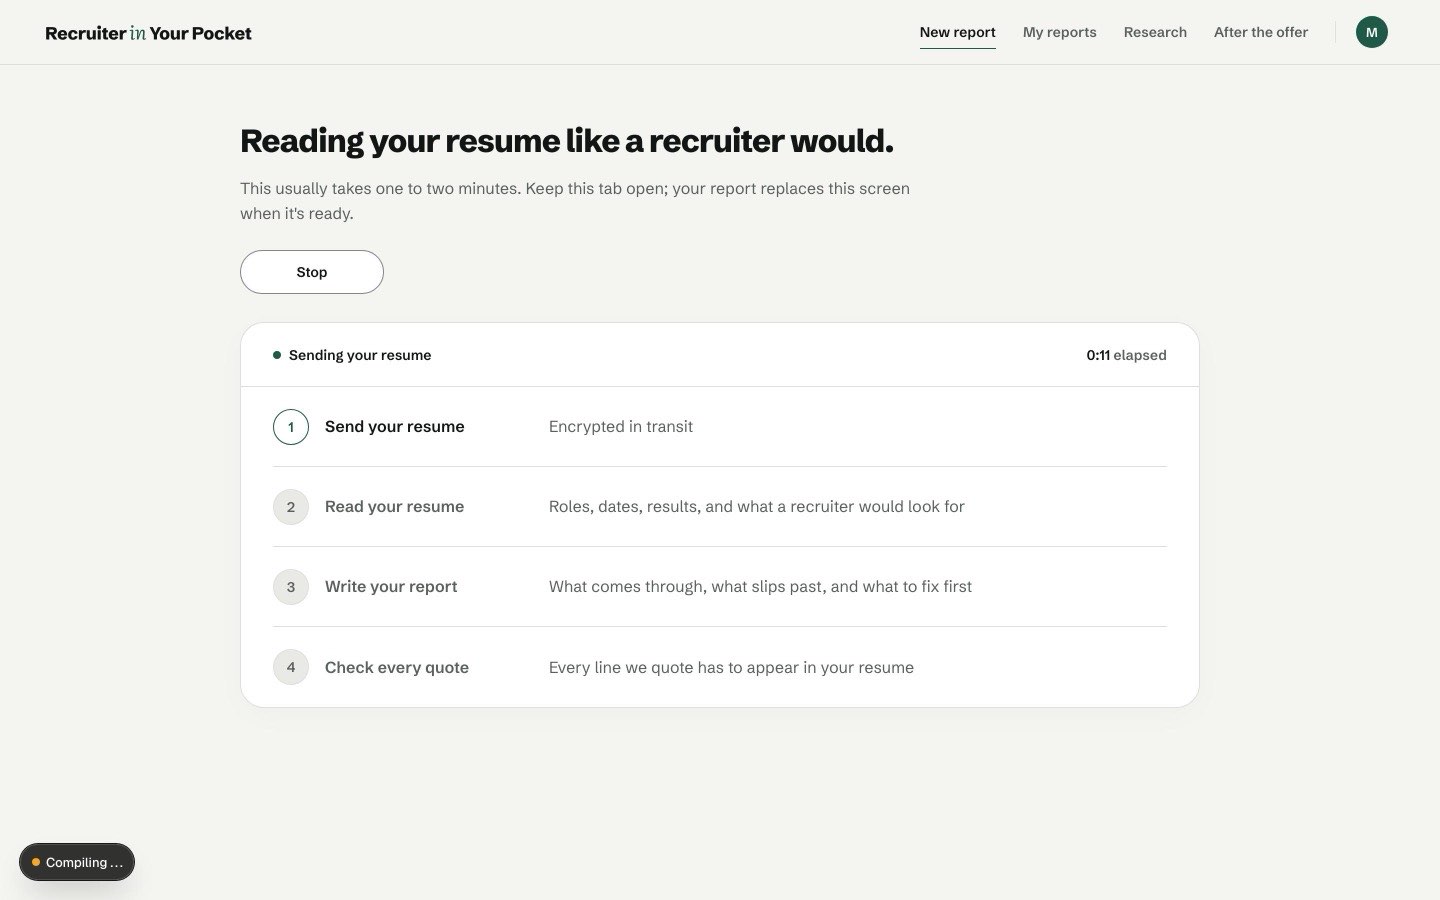 Recruiter in Your Pocket
New report
My reports
Research
After the offer
M
Reading your resume like a recruiter would.
This usually takes one to two minutes. Keep this tab open; your report replaces this screen
when it's ready.
Stop
Sending your resume
0:11 elapsed
1
Send your resume
Encrypted in transit
2
Read your resume
Roles, dates, results, and what a recruiter would look for
3
Write your report
What comes through, what slips past, and what to fix first
4
Check every quote
Every line we quote has to appear in your resume
Compiling ...